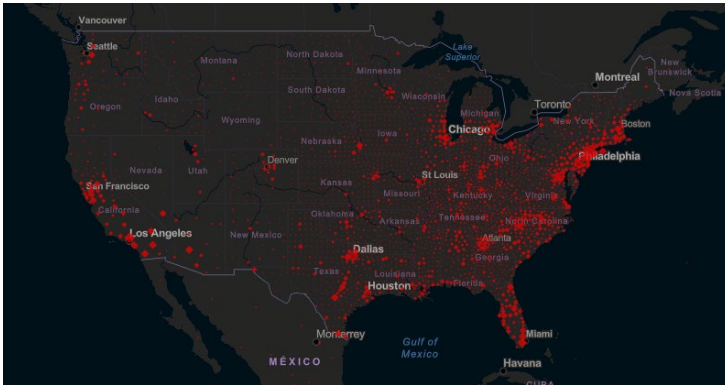 Vancouver
Seattle
Montana
North Dakota
Lake
Superior
Montreal
New
Brunswick
Nova Scotia
Minnesota
South Dakota
Wisconsin
Michigan
Toronto
Oregon
Idaho
Wyoming
New York
Boston
Iowa
Chicago
Nebraska
Philadelphia
Nevada
Utah
Denver
Ohio
San Francisco
Kansas
St Louis
Missouri
Kentucky
Virginia
California
Oklahoma
Arkansas
Tennessee
North Carolina
Los Angeles
New Mexico
Atlanta
Dallas
Georgia
Texas
Louisiana
Houston
Florida
Monterrey
Gulf of
Mexico
Miami
MÉXICO
Havana
CUBA